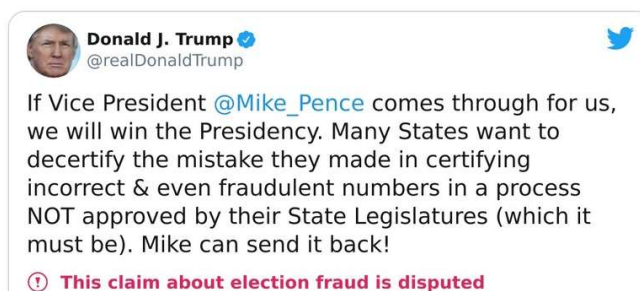 Donald J. Trump
@realDonaldTrump
If Vice President @Mike_Pence comes through for us,
we will win the Presidency. Many States want to
decertify the mistake they made in certifying
incorrect & even fraudulent numbers in a process
NOT approved by their State Legislatures (which it
must be). Mike can send it back!
This claim about election fraud is disputed